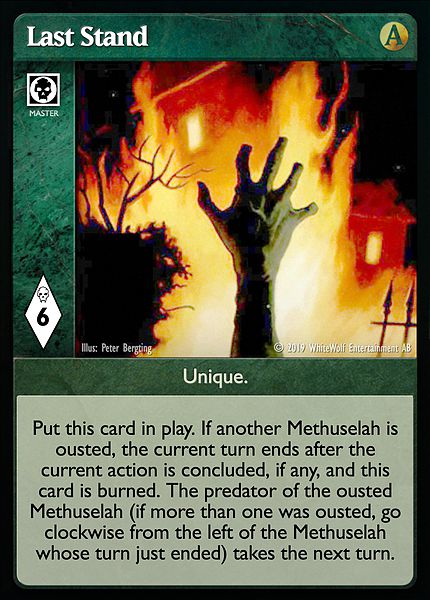 Last Stand
A
MASTER
6
Illus: Peter Bergting
© 2019 WhiteWolf Entertainment AB
Unique.
Put this card in play. If another Methuselah is
ousted, the current turn ends after the
current action is concluded, if any, and this
card is burned. The predator of the ousted
Methuselah (if more than one was ousted, go
clockwise from the left of the Methuselah
whose turn just ended) takes the next turn.